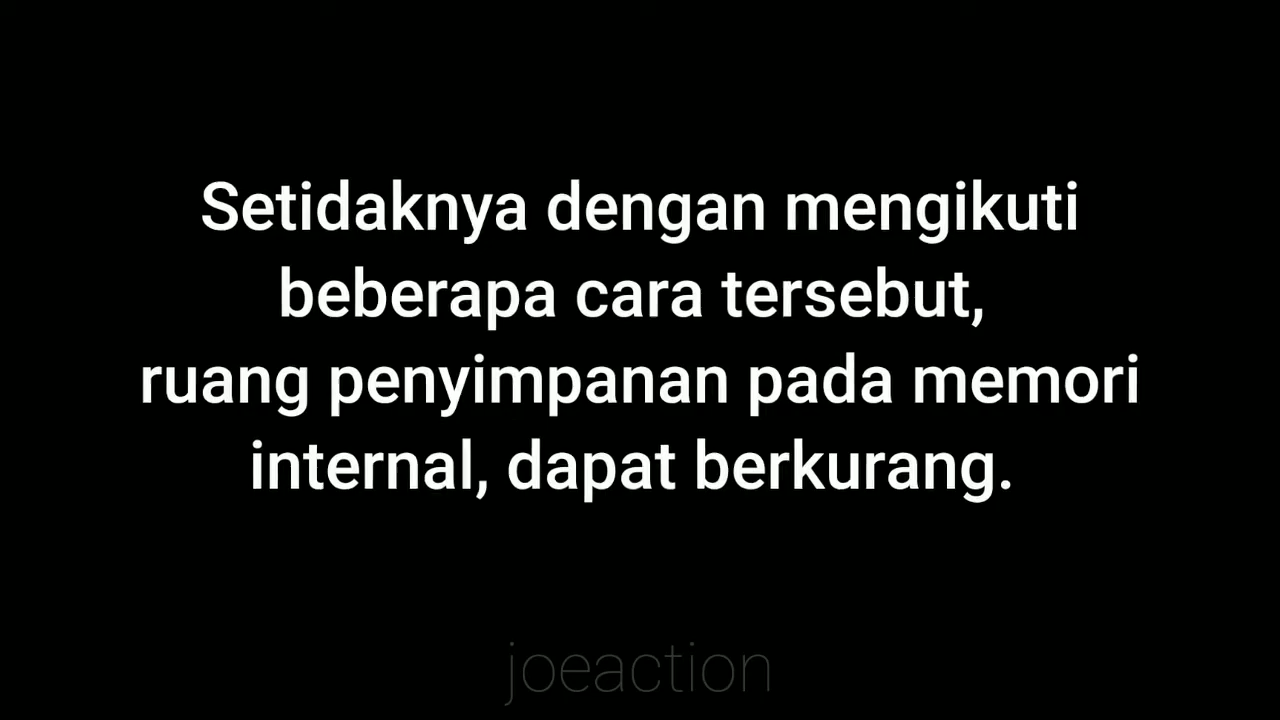 Setidaknya dengan mengikuti
beberapa cara tersebut,
ruang penyimpanan pada memori
internal, dapat berkurang.
joeaction